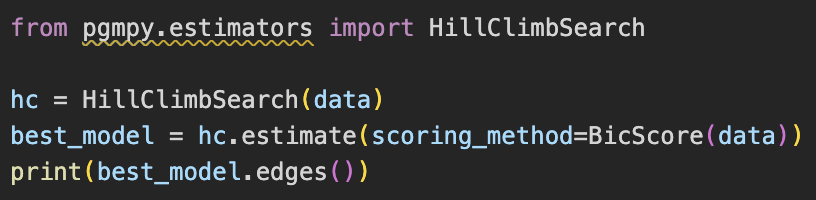 from pgmpy.estimators import HillClimbSearch
hc = HillClimbSearch(data)
best_model = hc.estimate(scoring_method=BicScore(data))
print(best_model.edges())